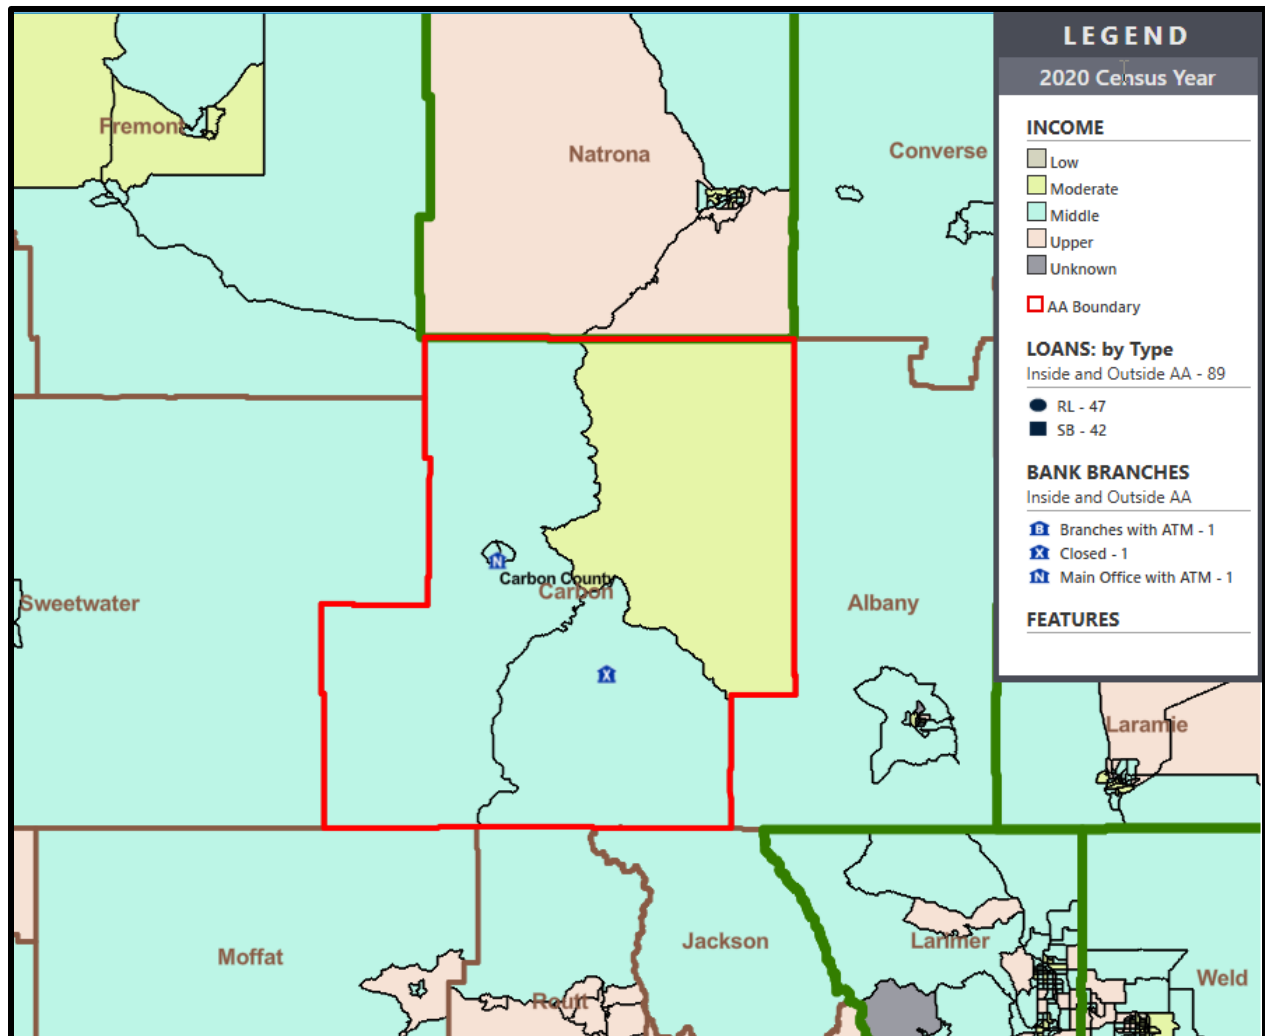 Fremont
Natrona
Converse
Sweetwater
Carbon County
Carbon
Albany
Laramie
Moffat
Jackson
Larimer
Routt
Weld
LEGEND
2020 Census Year
INCOME
Low
Moderate
Middle
Upper
Unknown
AA Boundary
LOANS: by Type
Inside and Outside AA - 89
RL - 47
SB - 42
BANK BRANCHES
Inside and Outside AA
B Branches with ATM - 1
X Closed - 1
N Main Office with ATM - 1
FEATURES
N
X